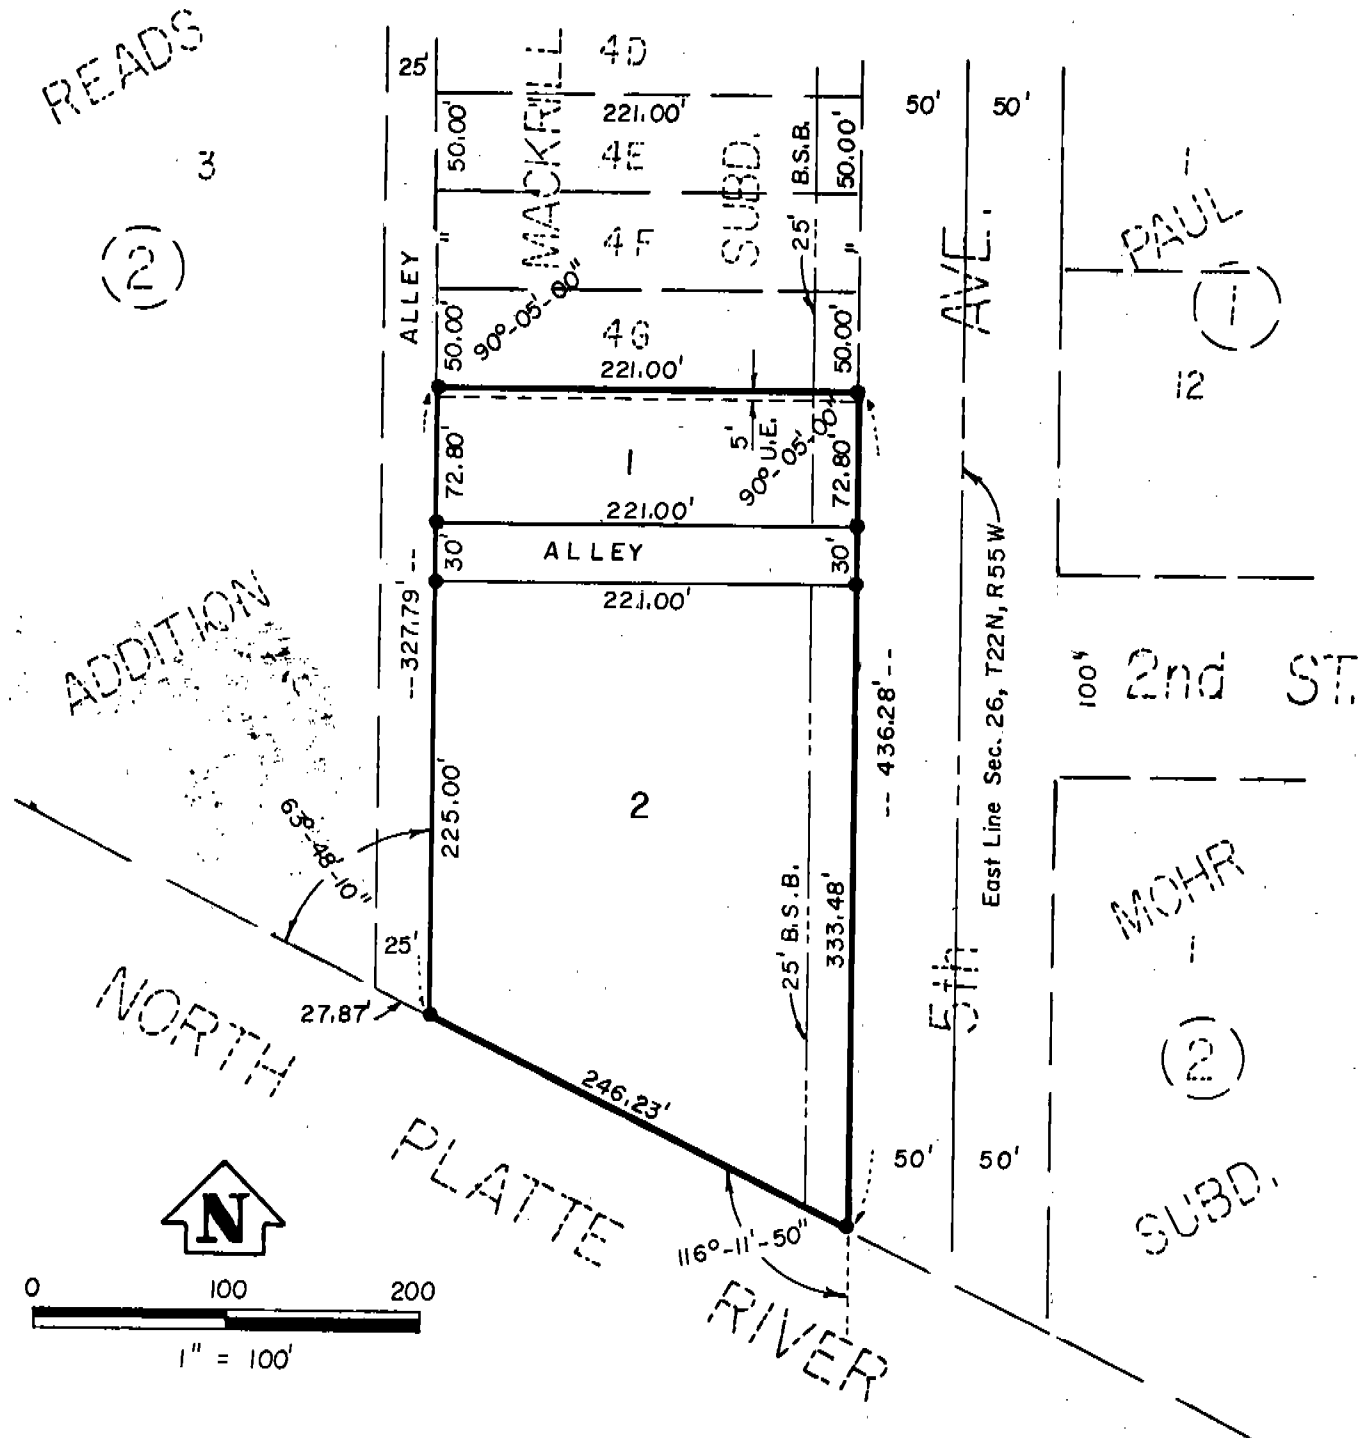 READS
3
2
ADDITION
25'
ALLEY
50.00'
"
50.00'
MACKRILL
SUBD.
4D
221.00'
4E
4F
4G
221.00'
90°-05'-00"
25' B.S.B.
50.00'
"
50.00'
50'
50'
5th AVE.
PAUL
1
1
12
72.80'
1
5' U.E.
90°-05'-00"
72.80'
221.00'
30'
ALLEY
30'
221.00'
--327.79'--
-- 436.28'--
East Line Sec. 26, T22N, R55W
100'
2nd ST.
225.00'
2
25' B.S.B.
333.48'
63°-48'-10"
25'
27.87'
246.23'
116°-11'-50"
50'
50'
MOHR
1
2
SUBD.
NORTH PLATTE RIVER
N
0 100 200
1" = 100'